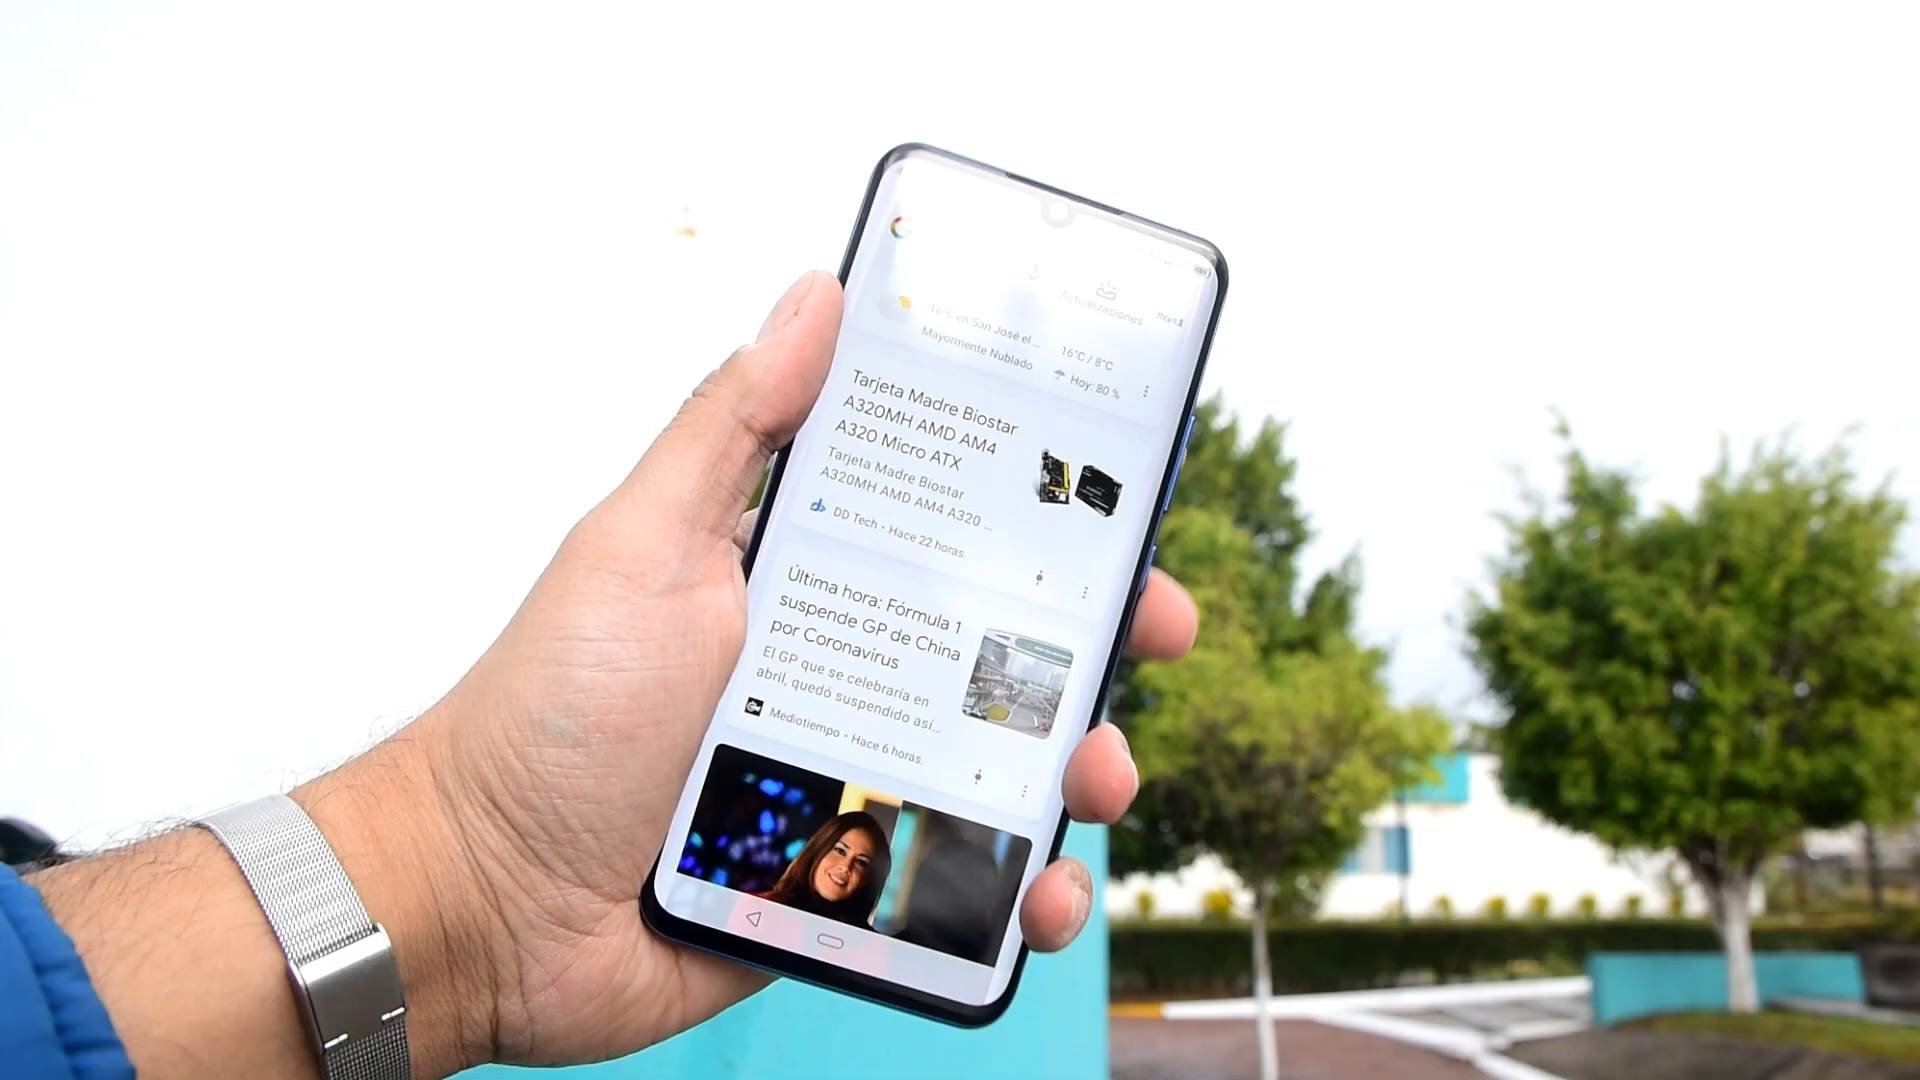 Actualizaciones
16°C en San José el ...
Mayormente Nublado
16°C / 8°C
Hoy: 80 %
Tarjeta Madre Biostar
A320MH AMD AM4
A320 Micro ATX
Tarjeta Madre Biostar
A320MH AMD AM4 A320 ...
DD Tech • Hace 22 horas.
Última hora: Fórmula 1
suspende GP de China
por Coronavirus
El GP que se celebraría en
abril, quedó suspendido así...
Mediotiempo • Hace 6 horas.